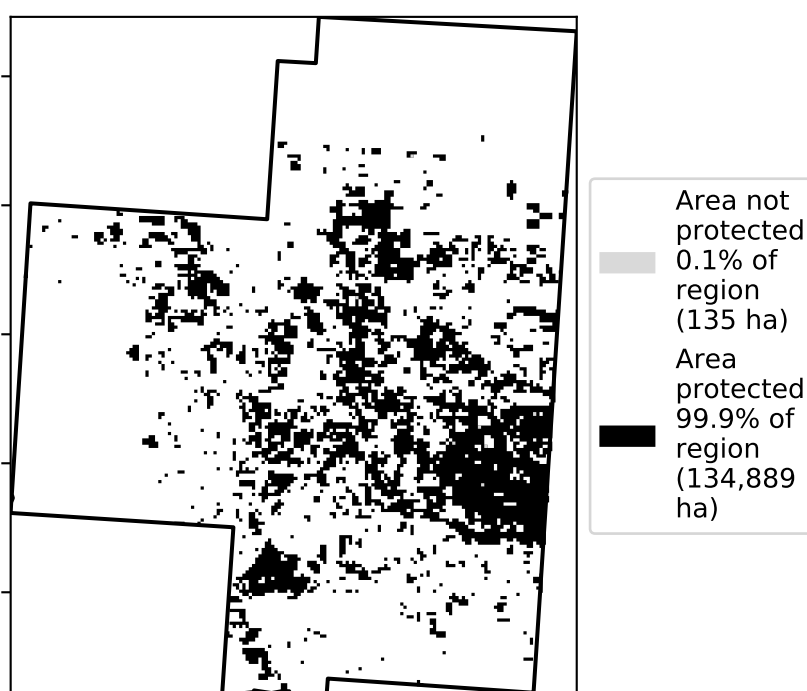 Area not
protected
0.1% of
region
(135 ha)
Area
protected
99.9% of
region
(134,889
ha)